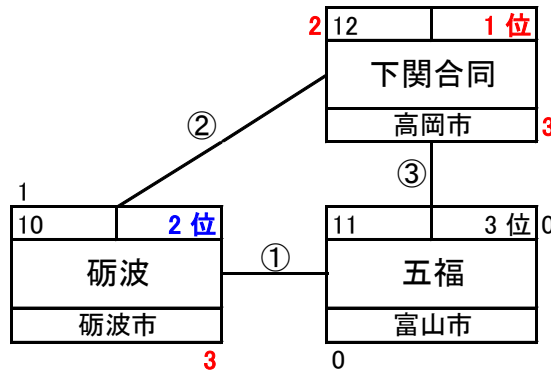 2 12 1 位
下関合同
高岡市 3
②
③
1
10 2 位
11 3 位 0
砺波
①
五福
砺波市
富山市
3
0